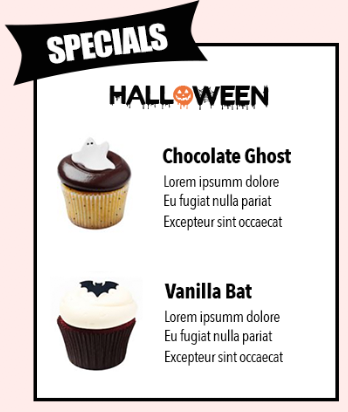 SPECIALS
HALLOWEEN
Chocolate Ghost
Lorem ipsumm dolore
Eu fugiat nulla pariat
Excepteur sint occaecat
Vanilla Bat
Lorem ipsumm dolore
Eu fugiat nulla pariat
Excepteur sint occaecat